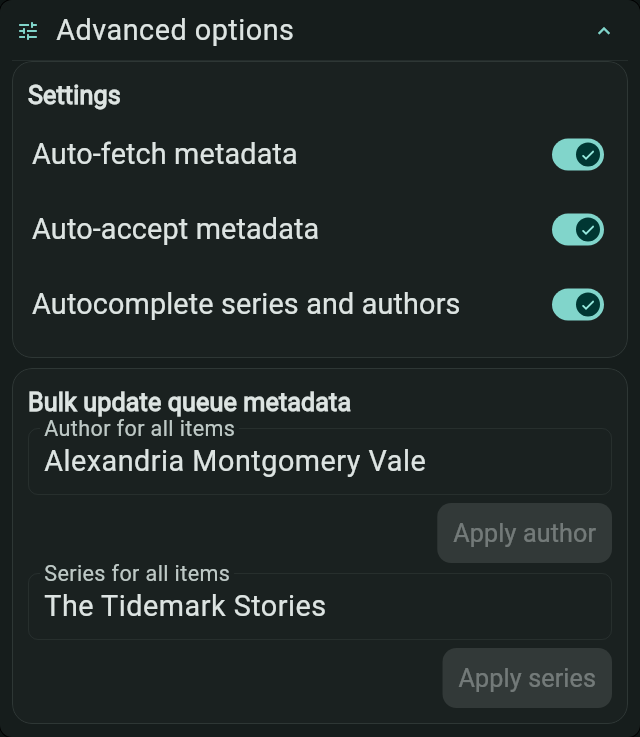 Advanced options
Settings
Auto-fetch metadata
Auto-accept metadata
Autocomplete series and authors
Bulk update queue metadata
Author for all items
Alexandria Montgomery Vale
Apply author
Series for all items
The Tidemark Stories
Apply series